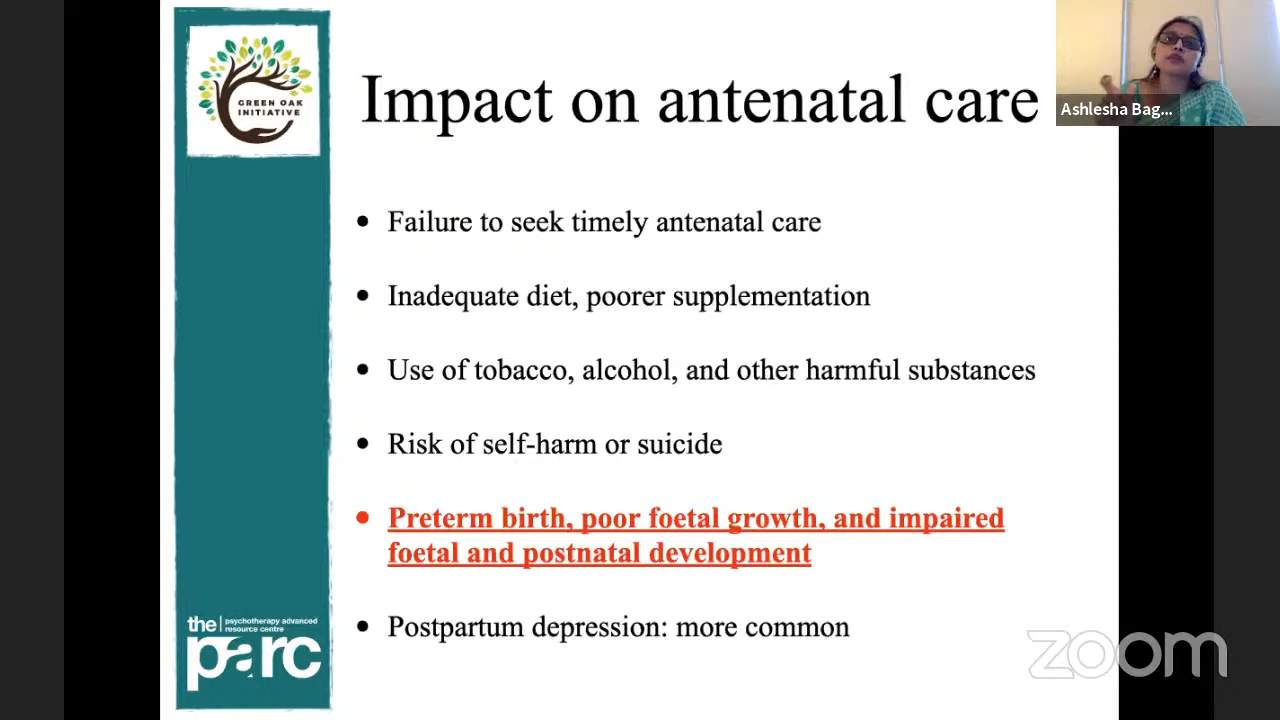 GREEN OAK
INITIATIVE
Impact on antenatal care
Ashlesha Bag...
• Failure to seek timely antenatal care
• Inadequate diet, poorer supplementation
• Use of tobacco, alcohol, and other harmful substances
• Risk of self-harm or suicide
• Preterm birth, poor foetal growth, and impaired
foetal and postnatal development
• Postpartum depression: more common
the | psychotherapy advanced
resource centre
parc
zoom